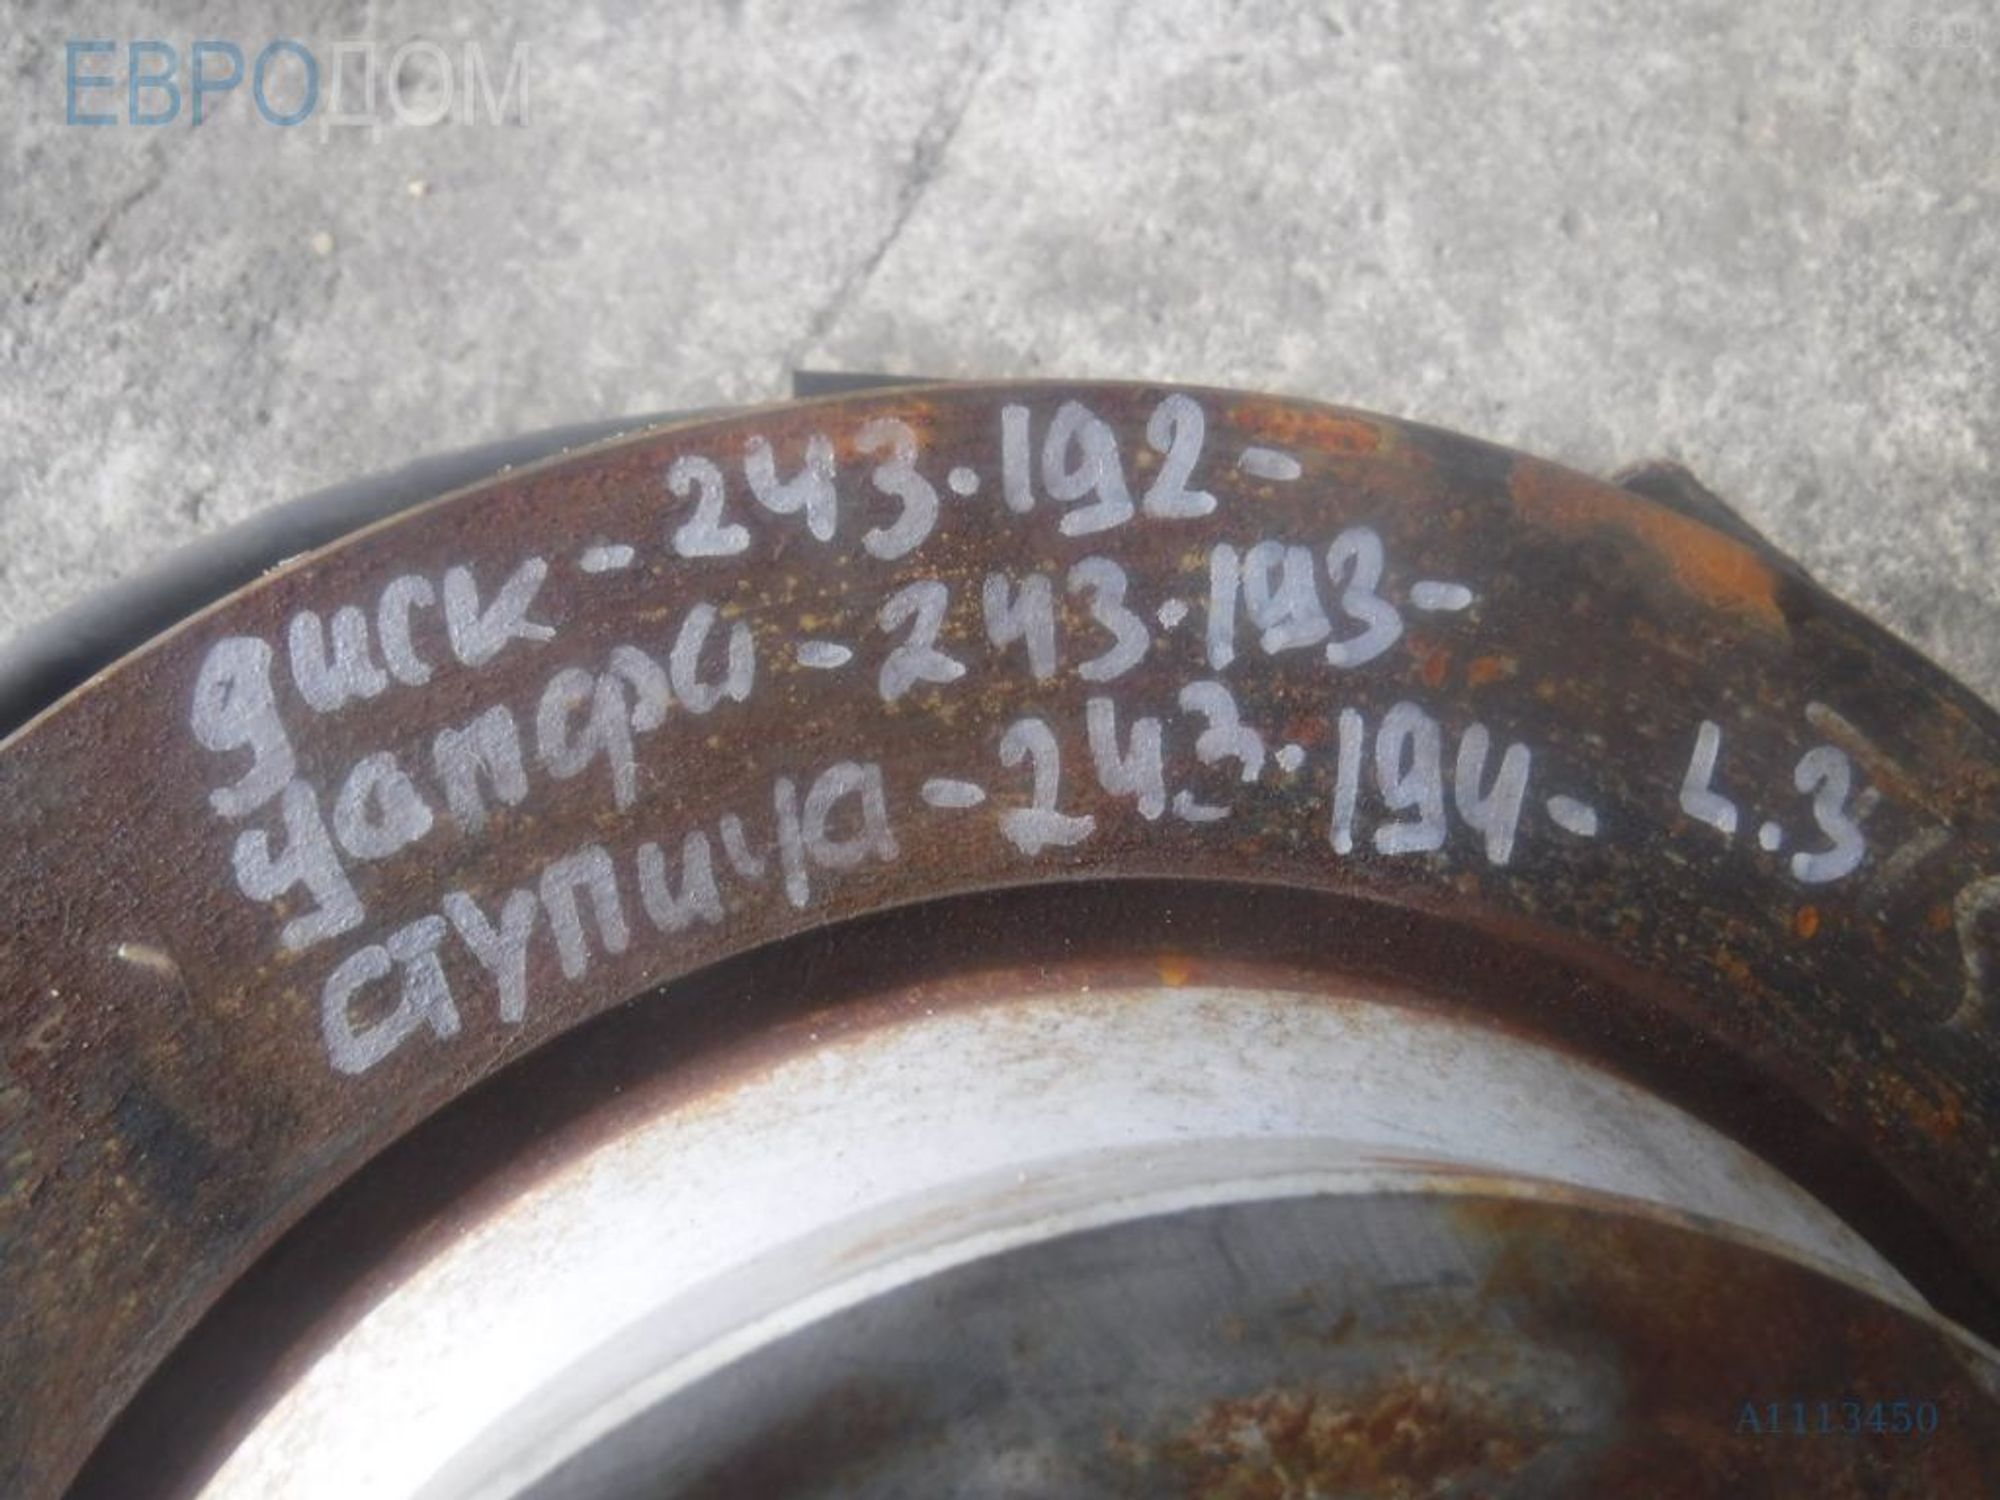 ЕВРОДОМ
диск-243.192-
цапфа-243.193-
ступица-243.194- L.3
A1113450